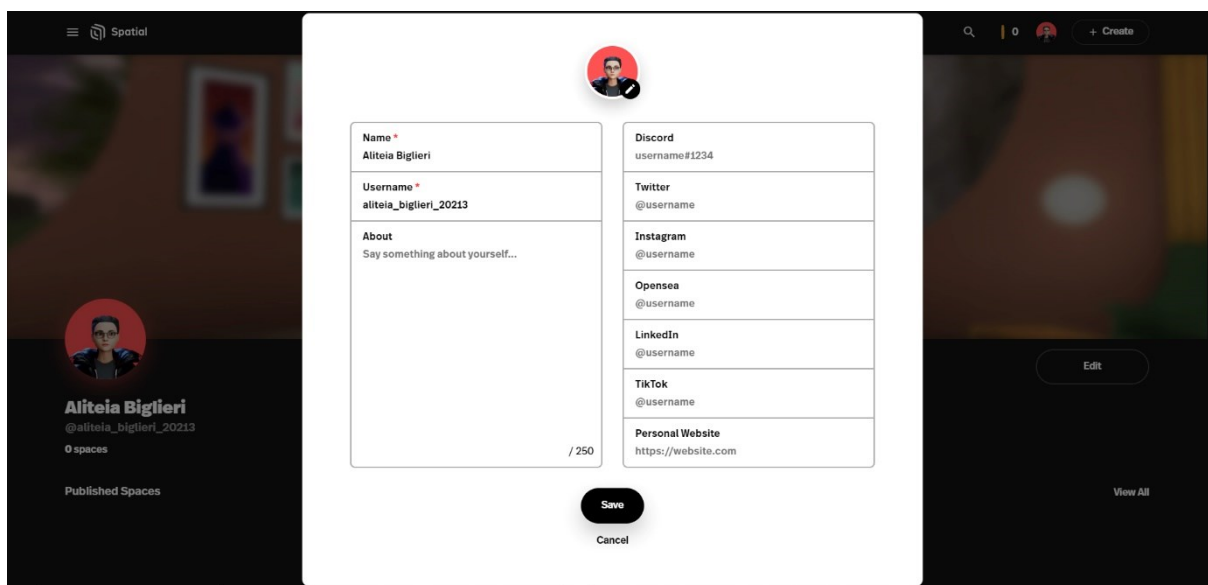 Spatial
0
+ Create
Name *
Aliteia Biglieri
Username *
aliteia_biglieri_20213
About
Say something about yourself...
/ 250
Discord
username#1234
Twitter
@username
Instagram
@username
Opensea
@username
LinkedIn
@username
TikTok
@username
Personal Website
https://website.com
Save
Cancel
Edit
Aliteia Biglieri
@aliteia_biglieri_20213
0 spaces
Published Spaces
View All